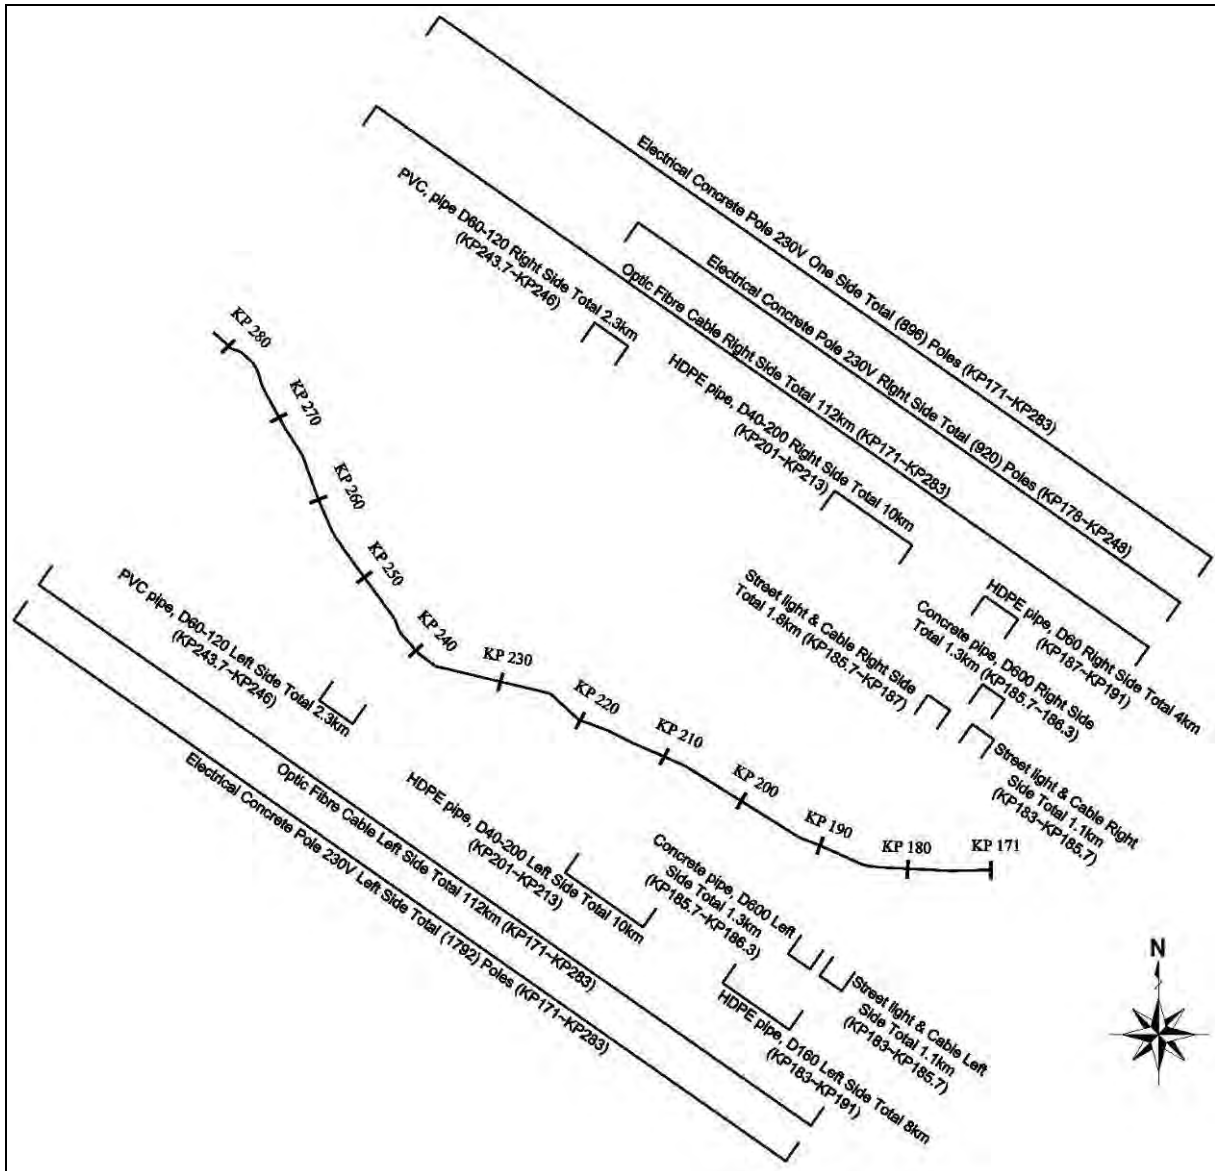 Electrical Concrete Pole 230V One Side Total (896) Poles (KP171~KP283)
Electrical Concrete Pole 230V Right Side Total (920) Poles (KP178~KP248)
Optic Fibre Cable Right Side Total 112km (KP171~KP283)
PVC, pipe D60-120 Right Side Total 2.3km
(KP243.7~KP246)
HDPE pipe, D40-200 Right Side Total 10km
(KP201~KP213)
HDPE pipe, D60 Right Side Total 4km
(KP187~KP191)
Concrete pipe, D600 Right Side
Total 1.3km
(KP185.7~186.3)
Street light & Cable Right Side
Total 1.8km (KP185.7~KP187)
Street light & Cable Right
Side Total 1.1km
(KP183~KP185.7)
KP 280
KP 270
KP 260
KP 250
KP 240
KP 230
KP 220
KP 210
KP 200
KP 190
KP 180
KP 171
PVC pipe, D60-120 Left Side Total 2.3km
(KP243.7~KP246)
Optic Fibre Cable Left Side Total 112km (KP171~KP283)
Electrical Concrete Pole 230V Left Side Total (1792) Poles (KP171~KP283)
HDPE pipe, D40-200 Left Side Total 10km
(KP201~KP213)
Concrete pipe, D600 Left
Side Total 1.3km
(KP185.7~KP186.3)
Street light & Cable Left
Side Total 1.1km
(KP183~KP185.7)
HDPE pipe, D160 Left Side Total 8km
(KP183~KP191)
N